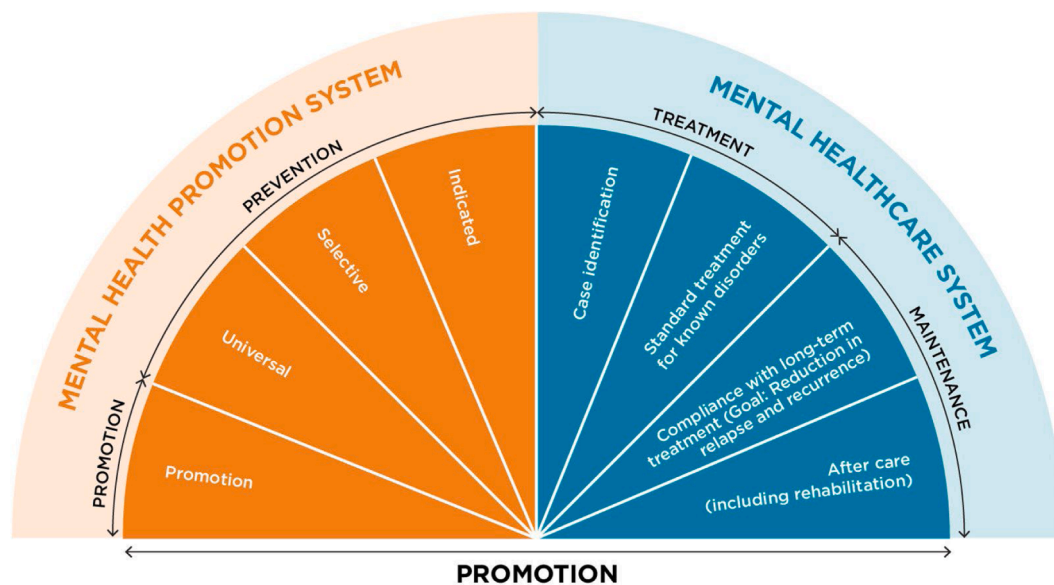 MENTAL HEALTH PROMOTION SYSTEM
MENTAL HEALTHCARE SYSTEM
PROMOTION
PREVENTION
TREATMENT
MAINTENANCE
Promotion
Universal
Selective
Indicated
Case identification
Standard treatment
for known disorders
Compliance with long-term
treatment (Goal: Reduction in
relapse and recurrence)
After care
(including rehabilitation)
PROMOTION